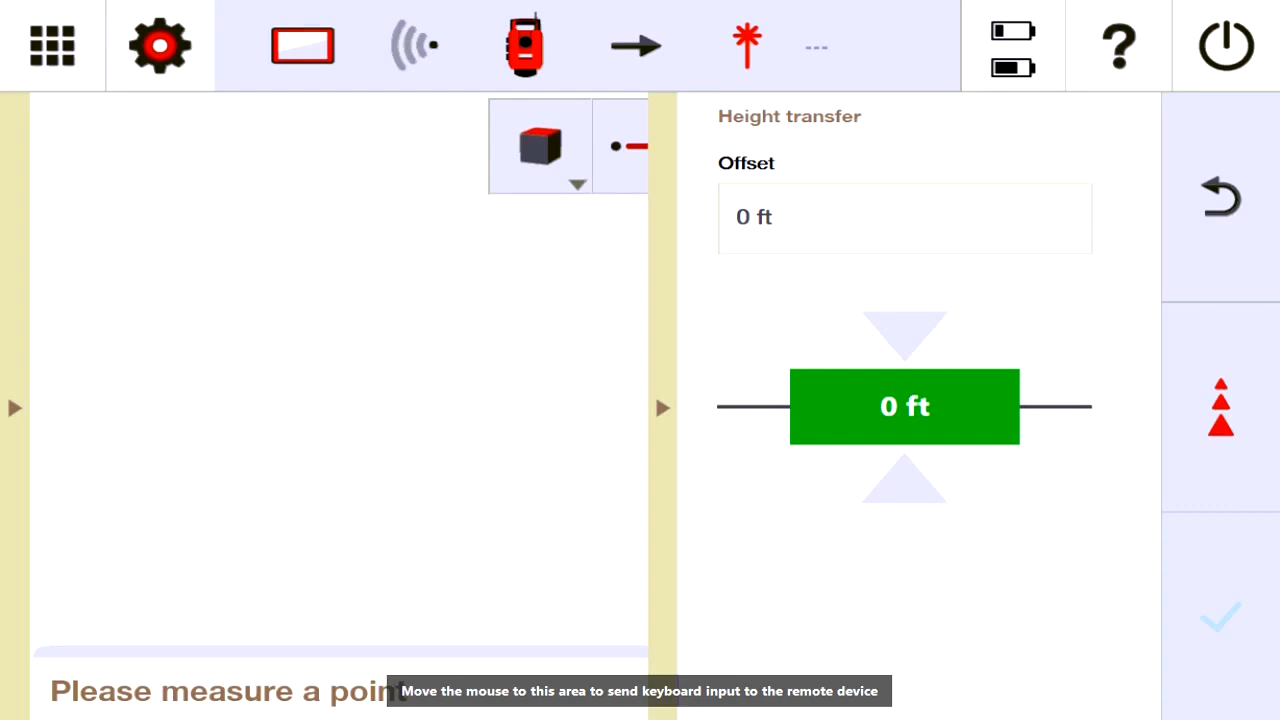 ?
---
Height transfer
Offset
0 ft
0 ft
Please measure a point
Move the mouse to this area to send keyboard input to the remote device